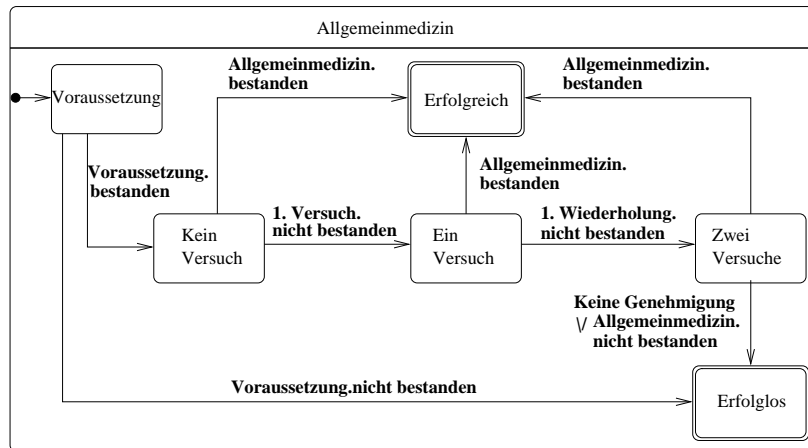 Allgemeinmedizin
Allgemeinmedizin.
bestanden
Allgemeinmedizin.
bestanden
Voraussetzung
Erfolgreich
Voraussetzung.
bestanden
Allgemeinmedizin.
bestanden
Kein
Versuch
1. Versuch.
nicht bestanden
Ein
Versuch
1. Wiederholung.
nicht bestanden
Zwei
Versuche
Keine Genehmigung
\/ Allgemeinmedizin.
nicht bestanden
Voraussetzung.nicht bestanden
Erfolglos